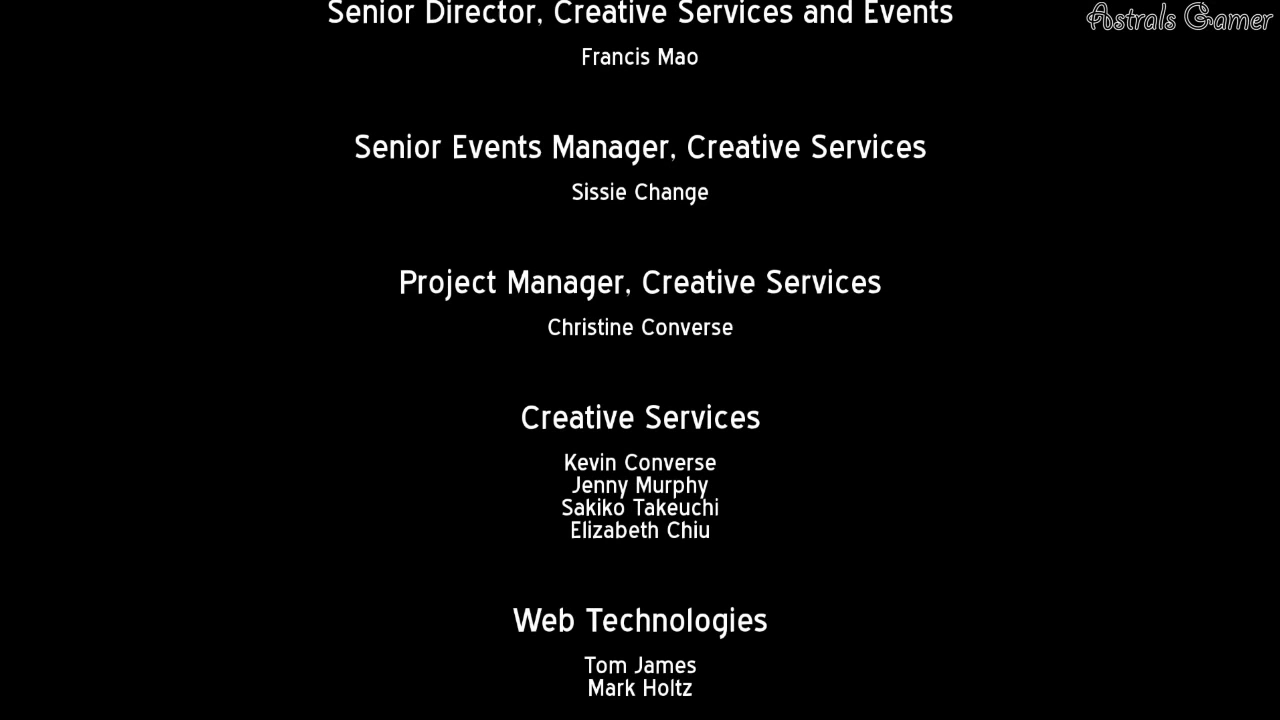 Senior Director, Creative Services and Events
Astrals Gamer
Francis Mao
Senior Events Manager, Creative Services
Sissie Change
Project Manager, Creative Services
Christine Converse
Creative Services
Kevin Converse
Jenny Murphy
Sakiko Takeuchi
Elizabeth Chiu
Web Technologies
Tom James
Mark Holtz